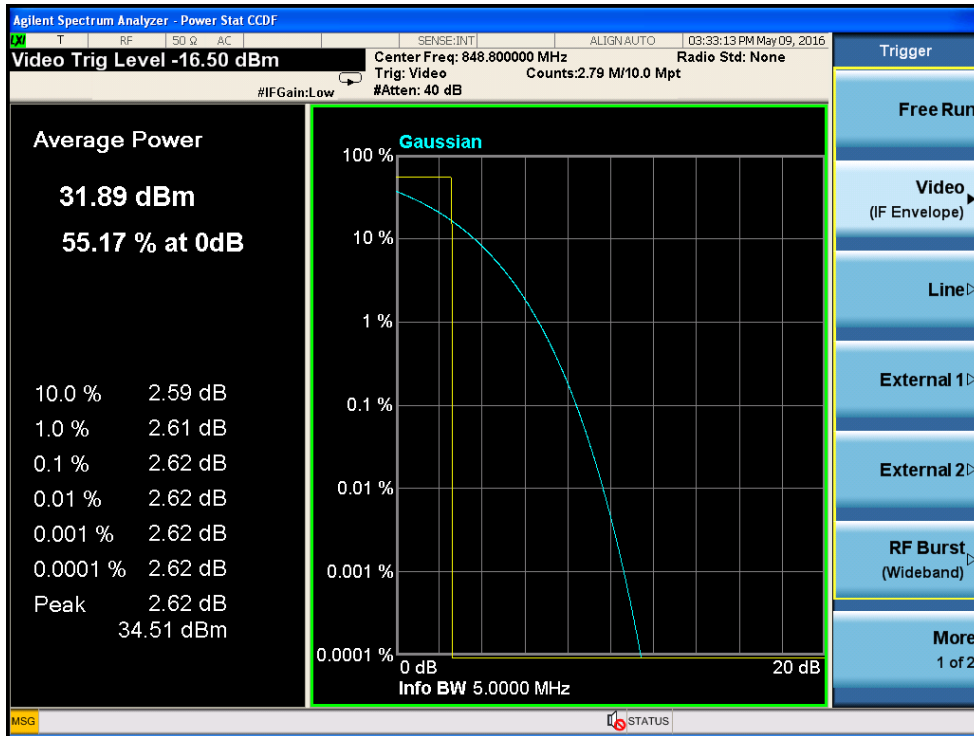 Agilent Spectrum Analyzer - Power Stat CCDF
LXI T RF 50 Ω AC SENSE:INT ALIGN AUTO 03:33:13 PM May 09, 2016
Video Trig Level -16.50 dBm
Center Freq: 848.800000 MHz Radio Std: None
Trig: Video Counts:2.79 M/10.0 Mpt
#IFGain:Low #Atten: 40 dB
Average Power
31.89 dBm
55.17 % at 0dB
10.0 % 2.59 dB
1.0 % 2.61 dB
0.1 % 2.62 dB
0.01 % 2.62 dB
0.001 % 2.62 dB
0.0001 % 2.62 dB
Peak 2.62 dB
34.51 dBm
Gaussian
100 %
10 %
1 %
0.1 %
0.01 %
0.001 %
0.0001 %
0 dB 20 dB
Info BW 5.0000 MHz
Trigger
Free Run
Video
(IF Envelope)
Line
External 1
External 2
RF Burst
(Wideband)
More
1 of 2
MSG STATUS